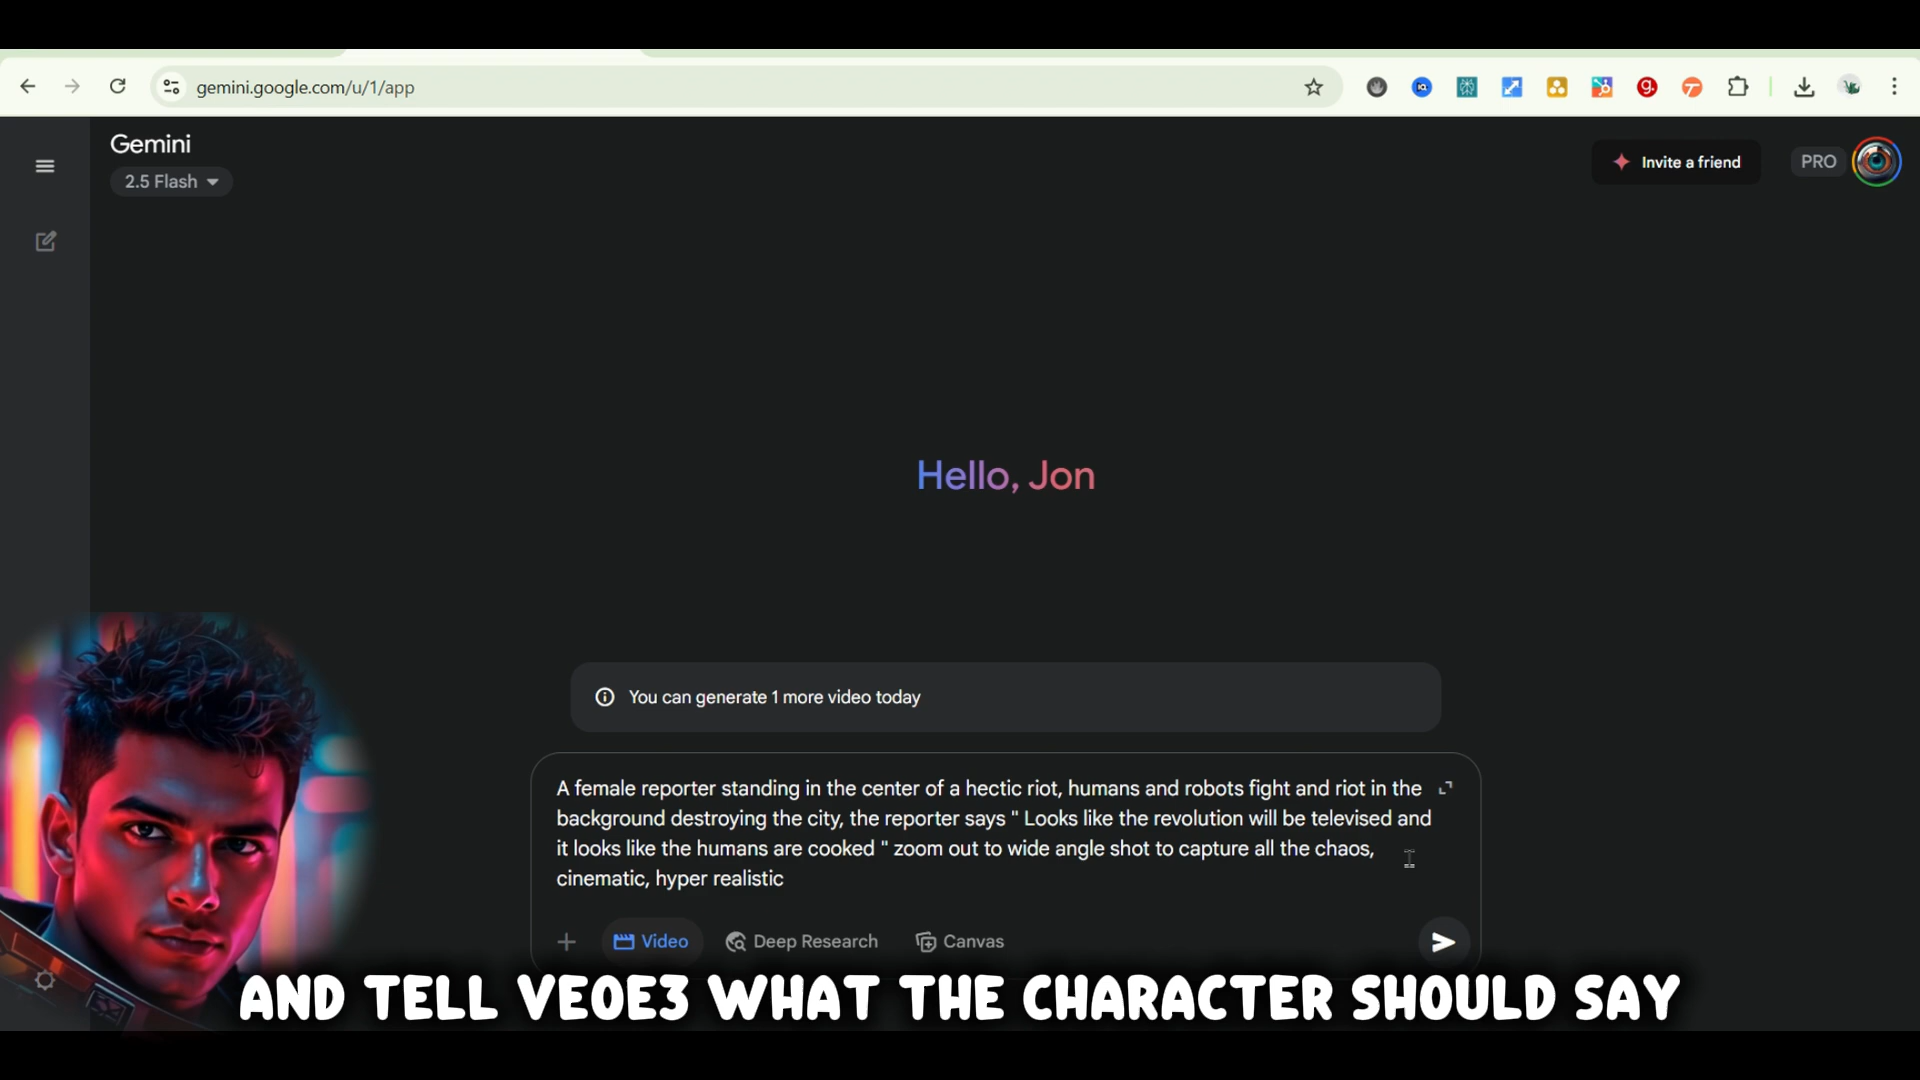 gemini.google.com/u/1/app
Gemini
2.5 Flash
Invite a friend
PRO
Hello, Jon
You can generate 1 more video today
A female reporter standing in the center of a hectic riot, humans and robots fight and riot in the
background destroying the city, the reporter says " Looks like the revolution will be televised and
it looks like the humans are cooked " zoom out to wide angle shot to capture all the chaos,
cinematic, hyper realistic
Video
Deep Research
Canvas
AND TELL VEOE3 WHAT THE CHARACTER SHOULD SAY